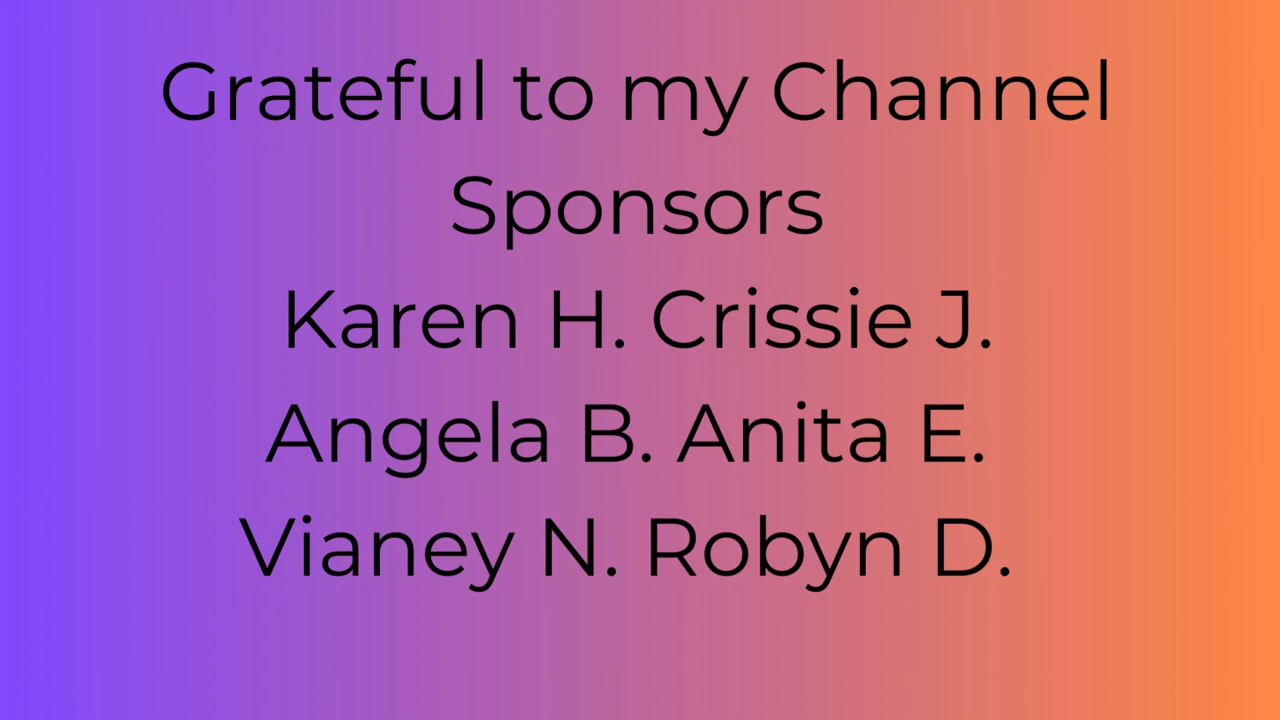 Grateful to my Channel
Sponsors
Karen H. Crissie J.
Angela B. Anita E.
Vianey N. Robyn D.